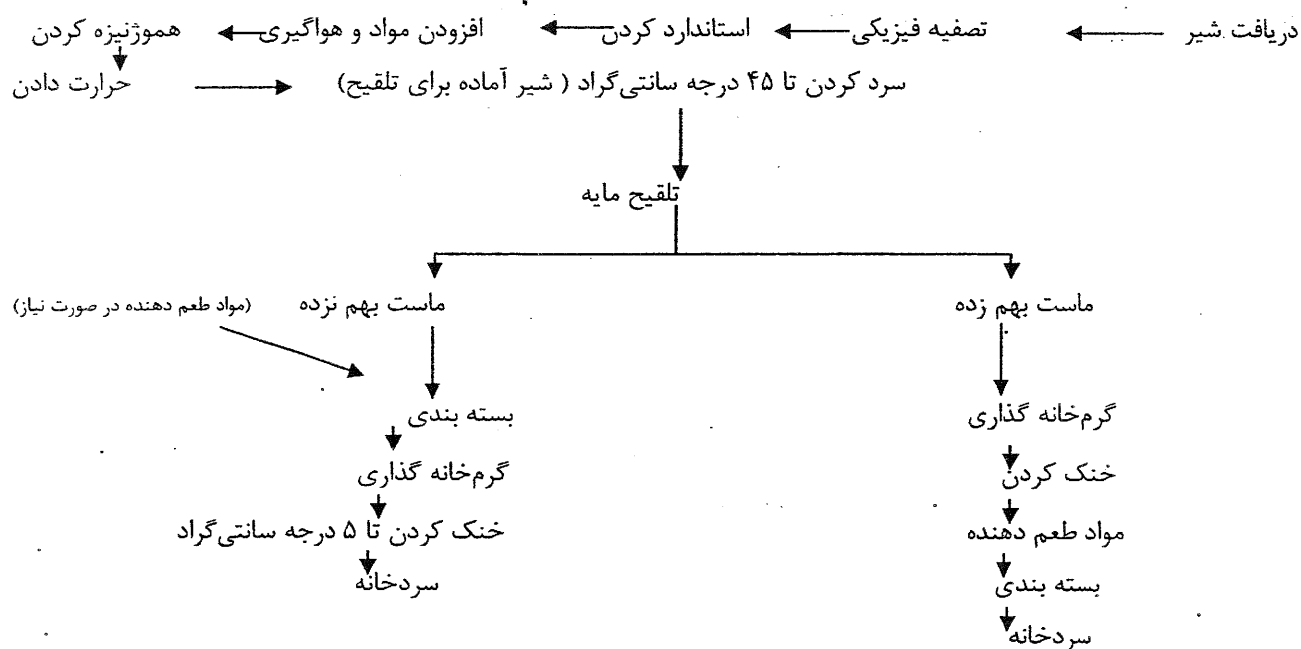 دریافت شیر تصفیه فیزیکی استاندارد کردن افزودن مواد و هواگیری هموژنیزه کردن
حرارت دادن سرد کردن تا ۴۵ درجه سانتی‌گراد ( شیر آماده برای تلقیح)
تلقیح مایه
ماست بهم زده
گرم‌خانه گذاری
خنک کردن
مواد طعم دهنده
بسته بندی
سردخانه
ماست بهم نزده (مواد طعم دهنده در صورت نیاز)
بسته بندی
گرم‌خانه گذاری
خنک کردن تا ۵ درجه سانتی‌گراد
سردخانه